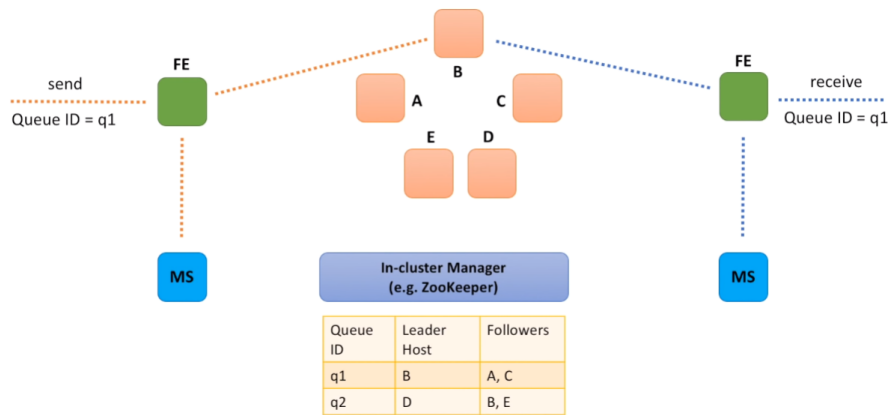 B
FE
FE
send
receive
A
C
Queue ID = q1
Queue ID = q1
E
D
MS
MS
In-cluster Manager
(e.g. ZooKeeper)
Queue ID
Leader Host
Followers
q1
B
A, C
q2
D
B, E